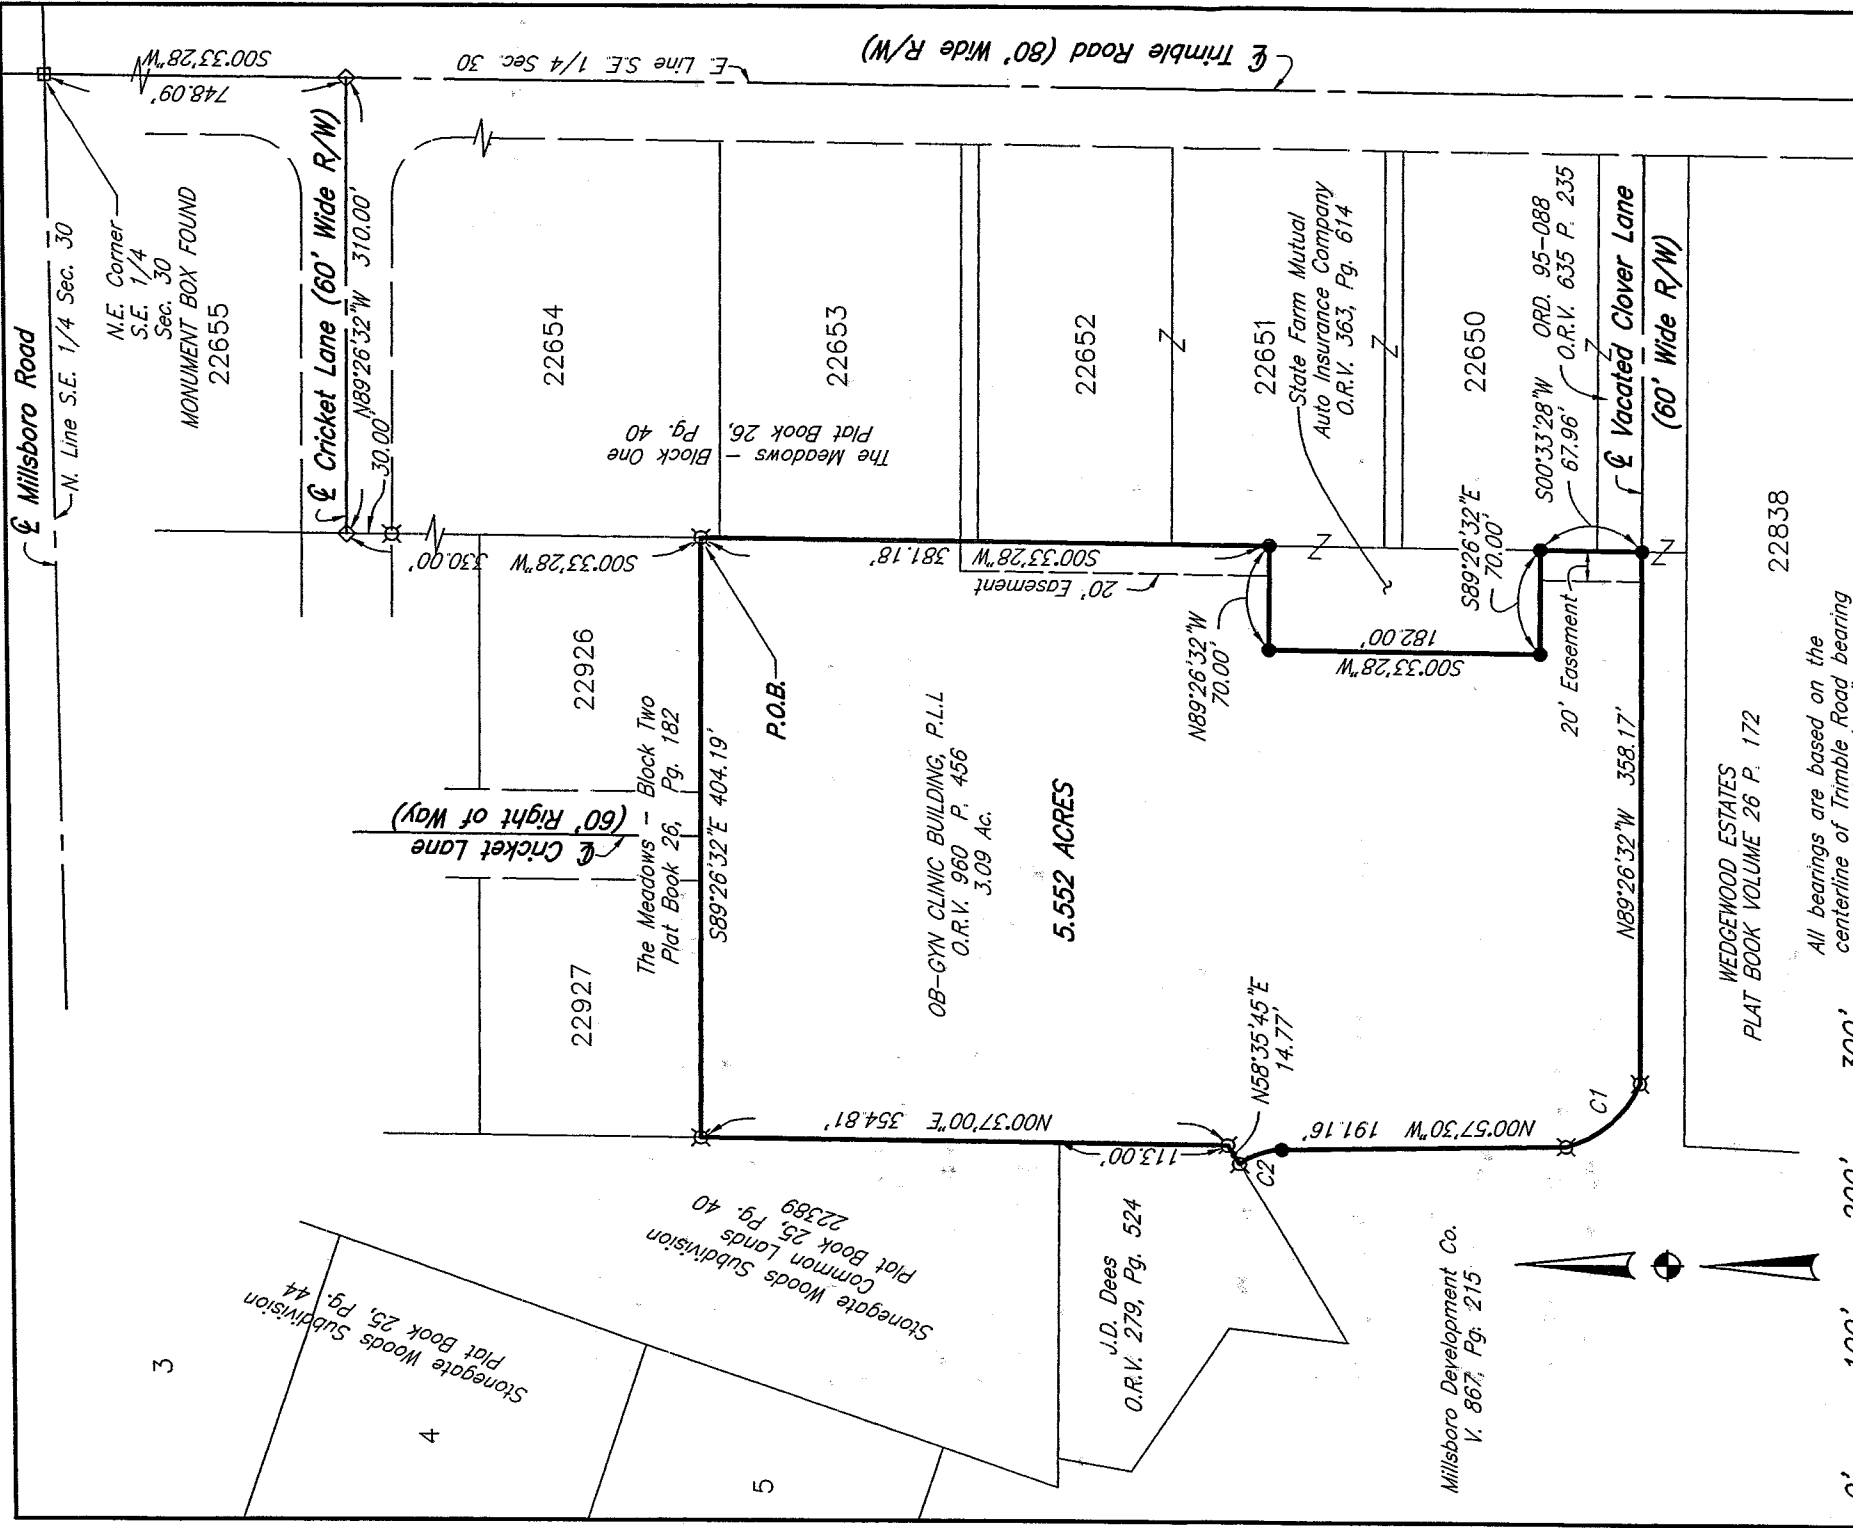 ℄ Millsboro Road
N. Line S.E. 1/4 Sec. 30
N.E. Corner
S.E. 1/4
Sec. 30
MONUMENT BOX FOUND
22655
S00°33'28"W
748.09'
E. Line S.E. 1/4 Sec. 30
℄ Trimble Road (80' Wide R/W)
℄ Cricket Lane (60' Wide R/W)
N89°26'32"W 310.00'
30.00'
S00°33'28"W 330.00'
22654
22653
The Meadows - Block One
Plat Book 26, Pg. 40
22652
22651
State Farm Mutual
Auto Insurance Company
O.R.V. 363, Pg. 614
22650
ORD. 95-088
O.R.V. 635 P. 235
℄ Vacated Clover Lane
(60' Wide R/W)
S00°33'28"W
67.96'
S89°26'32"E
70.00'
S00°33'28"W 381.18'
20' Easement
N89°26'32"W
70.00'
182.00'
S00°33'28"W
20' Easement
22838
22926
P.O.B.
The Meadows - Block Two
Plat Book 26, Pg. 182
S89°26'32"E 404.19'
℄ Cricket Lane
(60' Right of Way)
22927
OB-GYN CLINIC BUILDING, P.L.L
O.R.V. 960 P. 456
3.09 Ac.
5.552 ACRES
N89°26'32"W 358.17'
WEDGEWOOD ESTATES
PLAT BOOK VOLUME 26 P. 172
All bearings are based on the
centerline of Trimble Road bearing
N00°37'00"E 354.81'
113.00'
N58°35'45"E
14.77'
C2
N00°57'30"W 191.16'
C1
Stonegate Woods Subdivision
Common Lands
Plat Book 25, Pg. 40
22389
Stonegate Woods Subdivision
Plat Book 25, Pg. 44
3
4
5
J.D. Dees
O.R.V. 279, Pg. 524
Millsboro Development Co.
V. 867, Pg. 215
0' 100' 200' 300'
Z
Z
Z
Z
Z